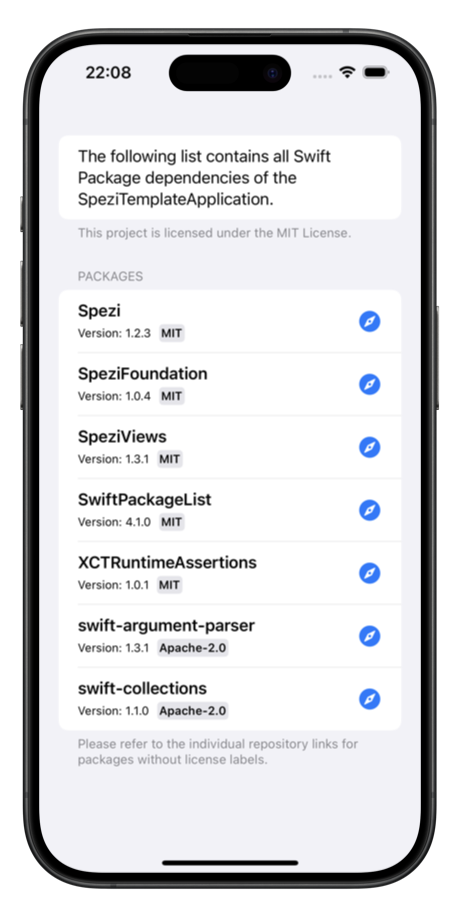 22:08
The following list contains all Swift
Package dependencies of the
SpeziTemplateApplication.
This project is licensed under the MIT License.
PACKAGES
Spezi
Version: 1.2.3 MIT
SpeziFoundation
Version: 1.0.4 MIT
SpeziViews
Version: 1.3.1 MIT
SwiftPackageList
Version: 4.1.0 MIT
XCTRuntimeAssertions
Version: 1.0.1 MIT
swift-argument-parser
Version: 1.3.1 Apache-2.0
swift-collections
Version: 1.1.0 Apache-2.0
Please refer to the individual repository links for
packages without license labels.